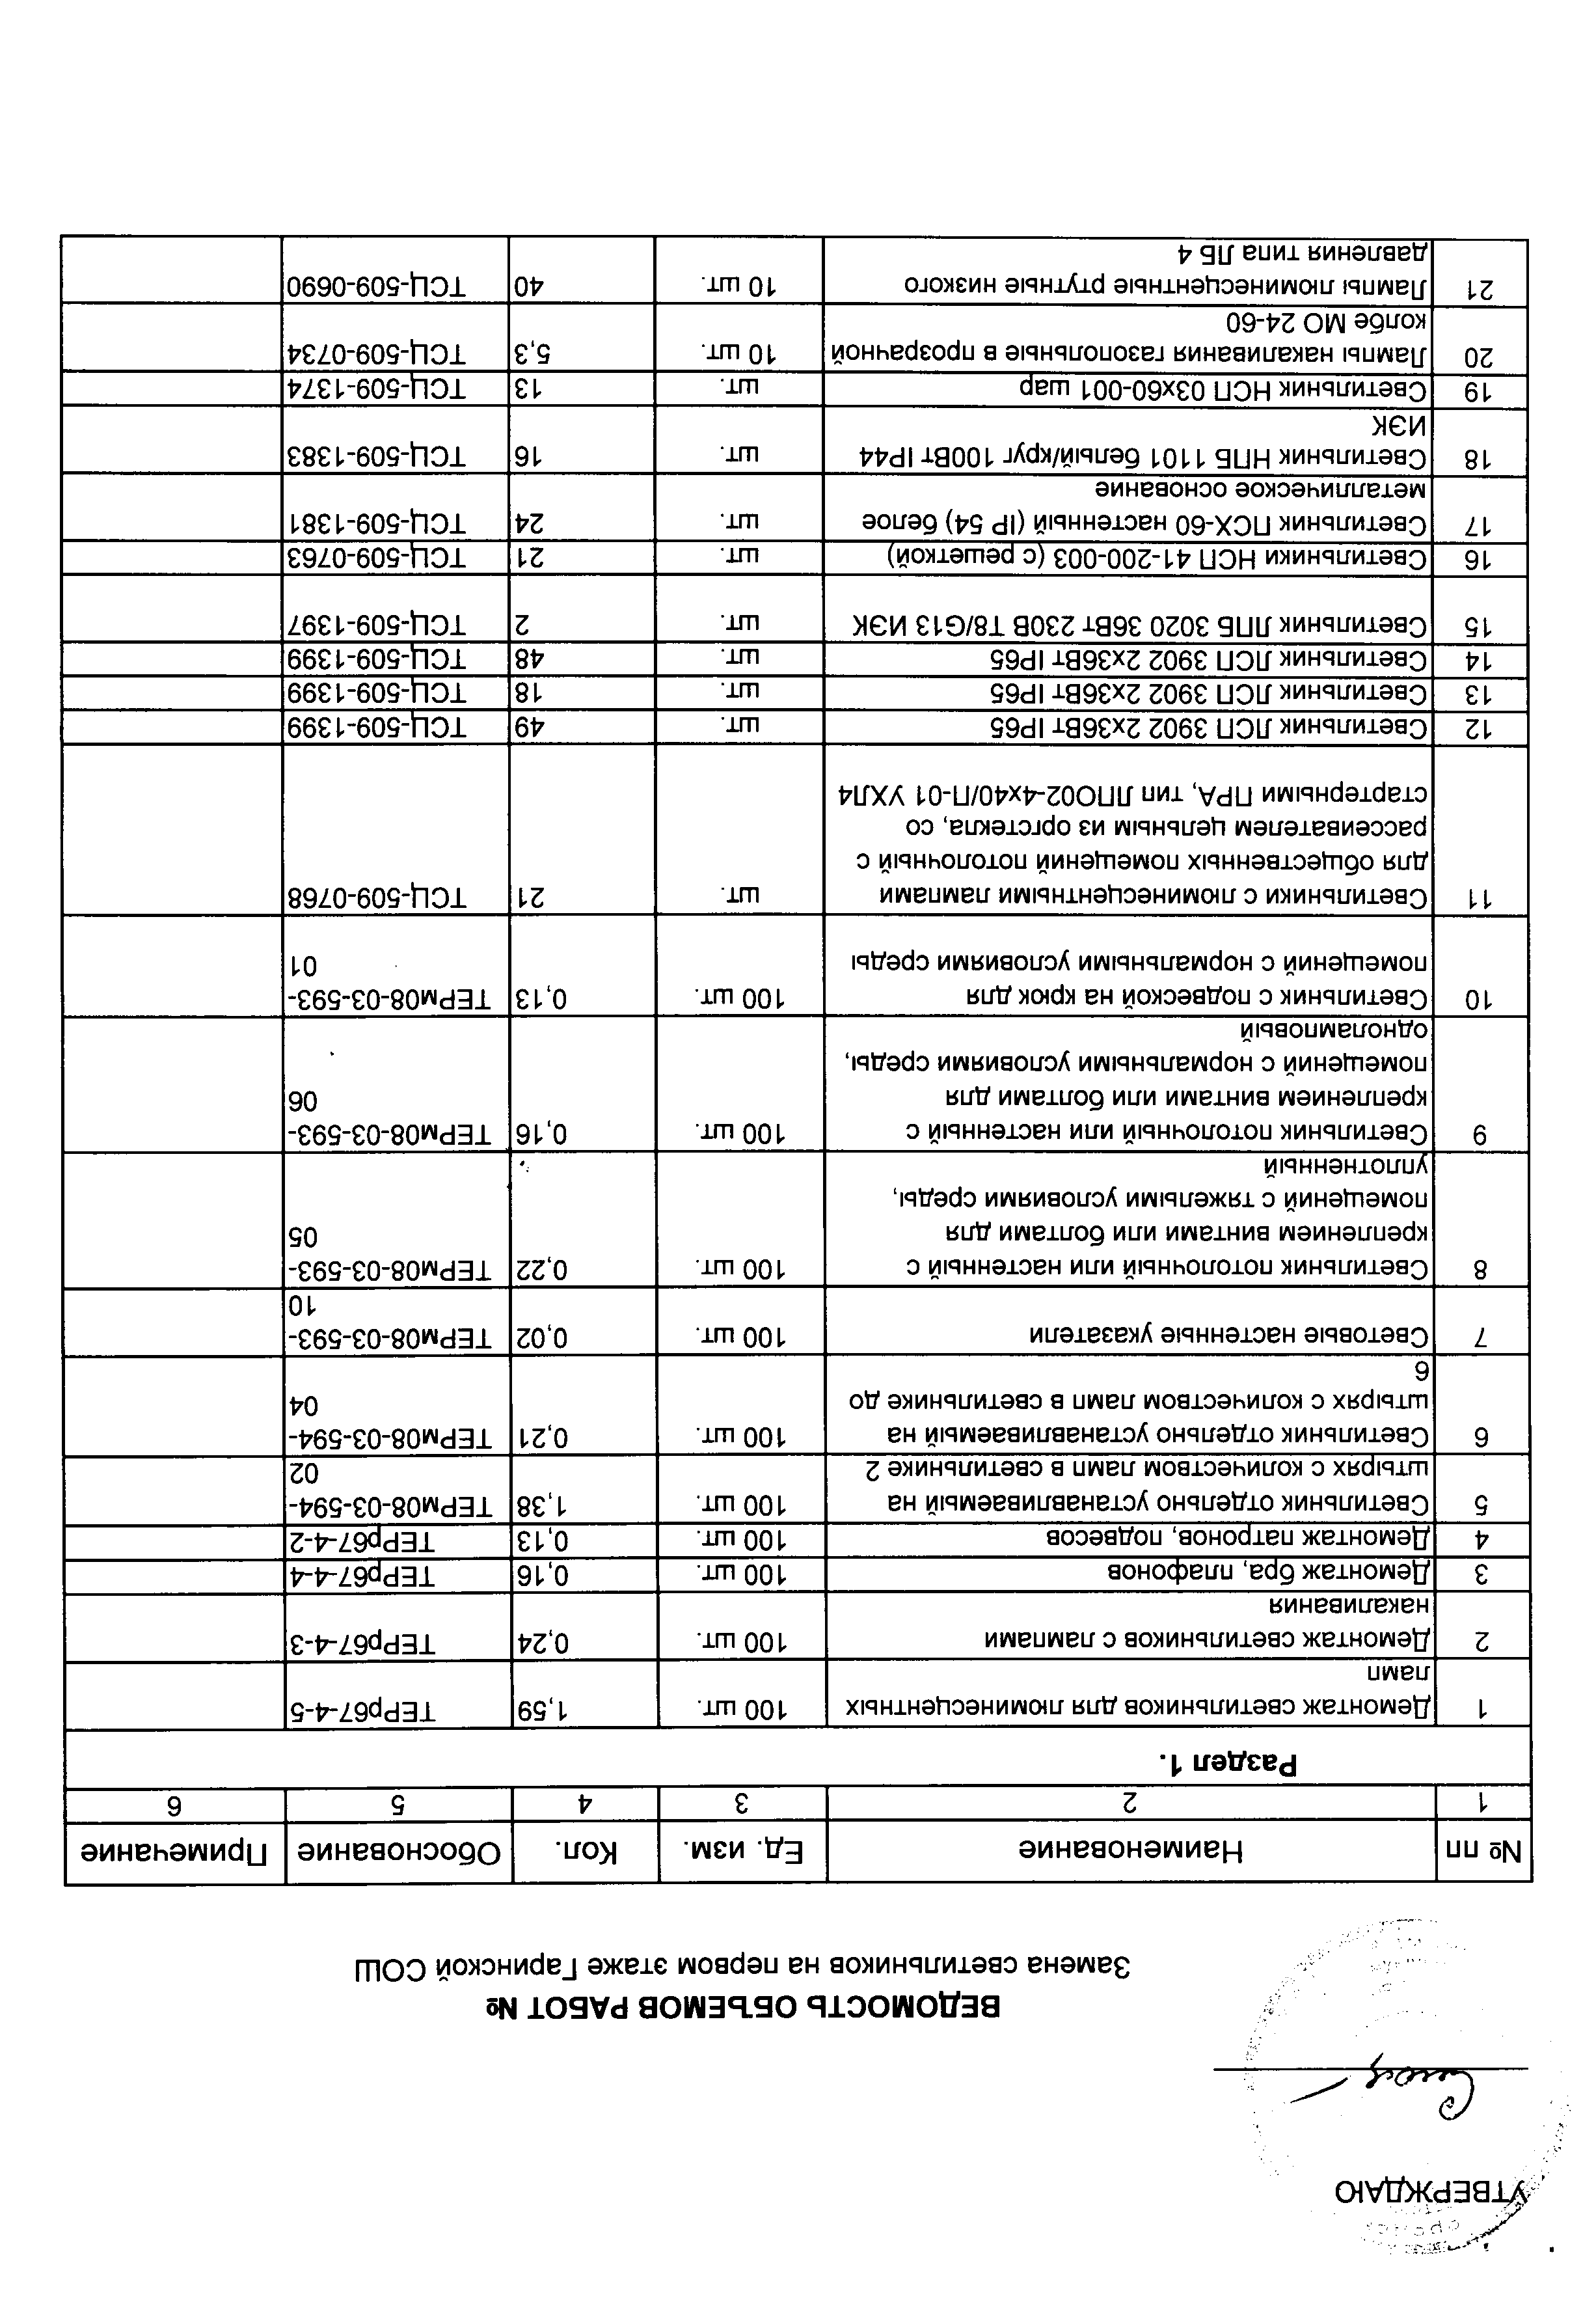 УТВЕРЖДАЮ
ВЕДОМОСТЬ ОБЪЕМОВ РАБОТ №
Замена светильников на первом этаже Гаринской СОШ
№ пп Наименование Ед. изм. Кол. Обоснование Примечание
1 2 3 4 5 6
Раздел 1.
1 Демонтаж светильников для люминесцентных 100 шт. 1,59 ТЕРр67-4-5
ламп
2 Демонтаж светильников с лампами 100 шт. 0,24 ТЕРр67-4-3
накаливания
3 Демонтаж бра, плафонов 100 шт. 0,16 ТЕРр67-4-4
4 Демонтаж патронов, подвесов 100 шт. 0,13 ТЕРр67-4-2
5 Светильник отдельно устанавливаемый на 100 шт. 1,38 ТЕРм08-03-594-
штырях с количеством ламп в светильнике 2 02
6 Светильник отдельно устанавливаемый на 100 шт. 0,21 ТЕРм08-03-594-
штырях с количеством ламп в светильнике до 04
6
7 Световые настенные указатели 100 шт. 0,02 ТЕРм08-03-593-
10
8 Светильник потолочный или настенный с 100 шт. 0,22 ТЕРм08-03-593-
креплением винтами или болтами для 05
помещений с тяжелыми условиями среды,
уплотненный
9 Светильник потолочный или настенный с 100 шт. 0,16 ТЕРм08-03-593-
креплением винтами или болтами для 06
помещений с нормальными условиями среды,
одноламповый
10 Светильник с подвеской на крюк для 100 шт. 0,13 ТЕРм08-03-593-
помещений с нормальными условиями среды 01
11 Светильники с люминесцентными лампами шт. 21 ТСЦ-509-0768
для общественных помещений потолочный с
рассеивателем цельным из оргстекла, со
стартерными ПРА, тип ЛПО02-4х40/П-01 УХЛ4
12 Светильник ЛСП 3902 2х36Вт IP65 шт. 49 ТСЦ-509-1399
13 Светильник ЛСП 3902 2х36Вт IP65 шт. 18 ТСЦ-509-1399
14 Светильник ЛСП 3902 2х36Вт IP65 шт. 48 ТСЦ-509-1399
15 Светильник ЛПБ 3020 36Вт 230В T8/G13 ИЭК шт. 2 ТСЦ-509-1397
16 Светильники НСП 41-200-003 (с решеткой) шт. 21 ТСЦ-509-0763
17 Светильник ПСХ-60 настенный (IP 54) белое шт. 24 ТСЦ-509-1381
металлическое основание
18 Светильник НПБ 1101 белый/круг 100Вт IP44 шт. 16 ТСЦ-509-1383
ИЭК
19 Светильник НСП 03х60-001 шар шт. 13 ТСЦ-509-1374
20 Лампы накаливания газопольные в прозрачной 10 шт. 5,3 ТСЦ-509-0734
колбе МО 24-60
21 Лампы люминесцентные ртутные низкого 10 шт. 40 ТСЦ-509-0690
давления типа ЛБ 4